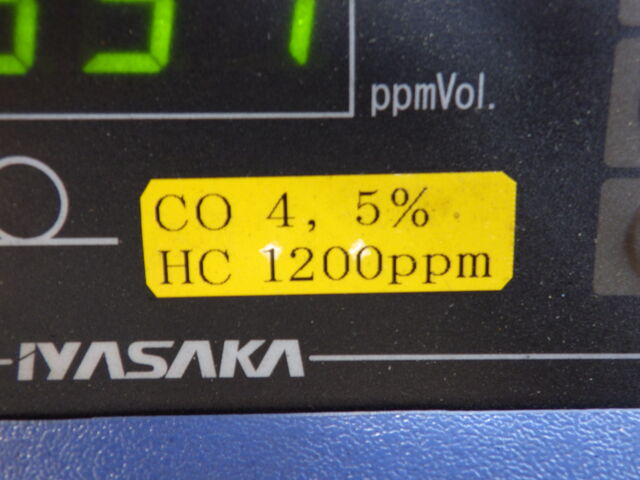 ppmVol.
CO 4, 5%
HC 1200ppm
IYASAKA